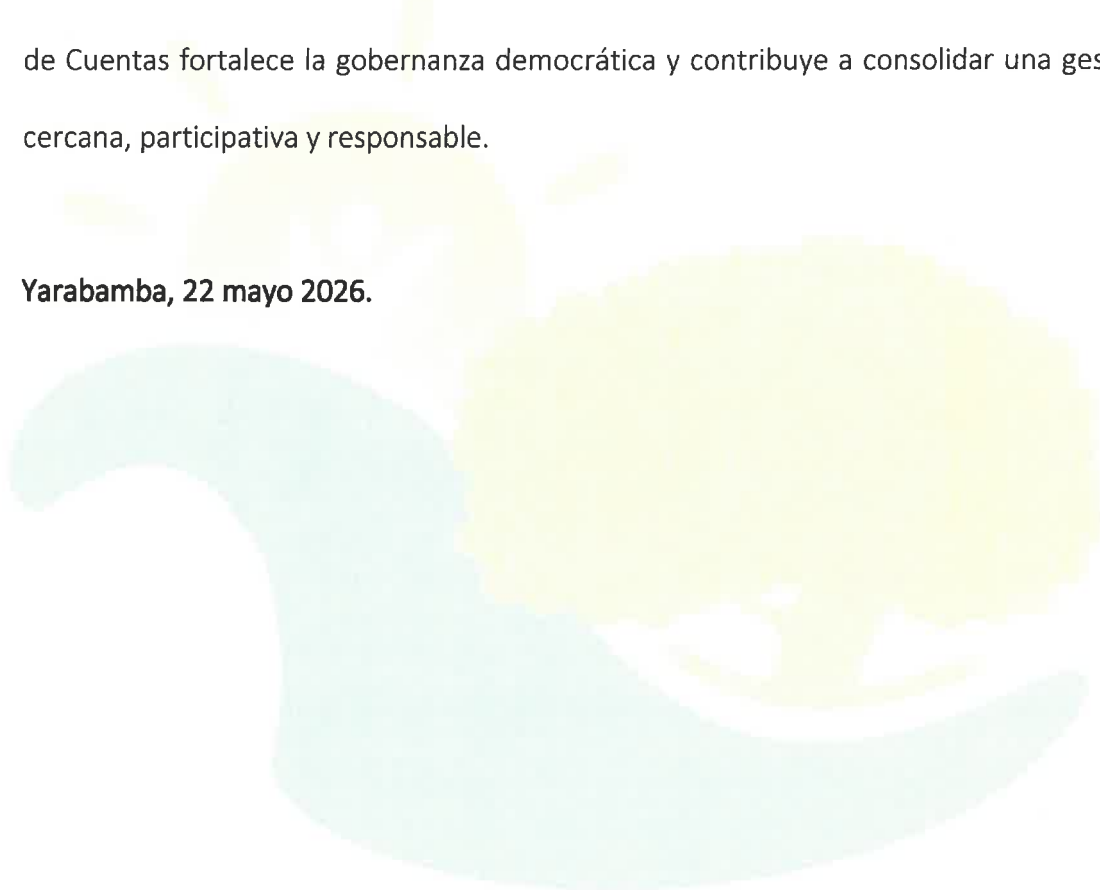 de Cuentas fortalece la gobernanza democrática y contribuye a consolidar una ges
cercana, participativa y responsable.
Yarabamba, 22 mayo 2026.